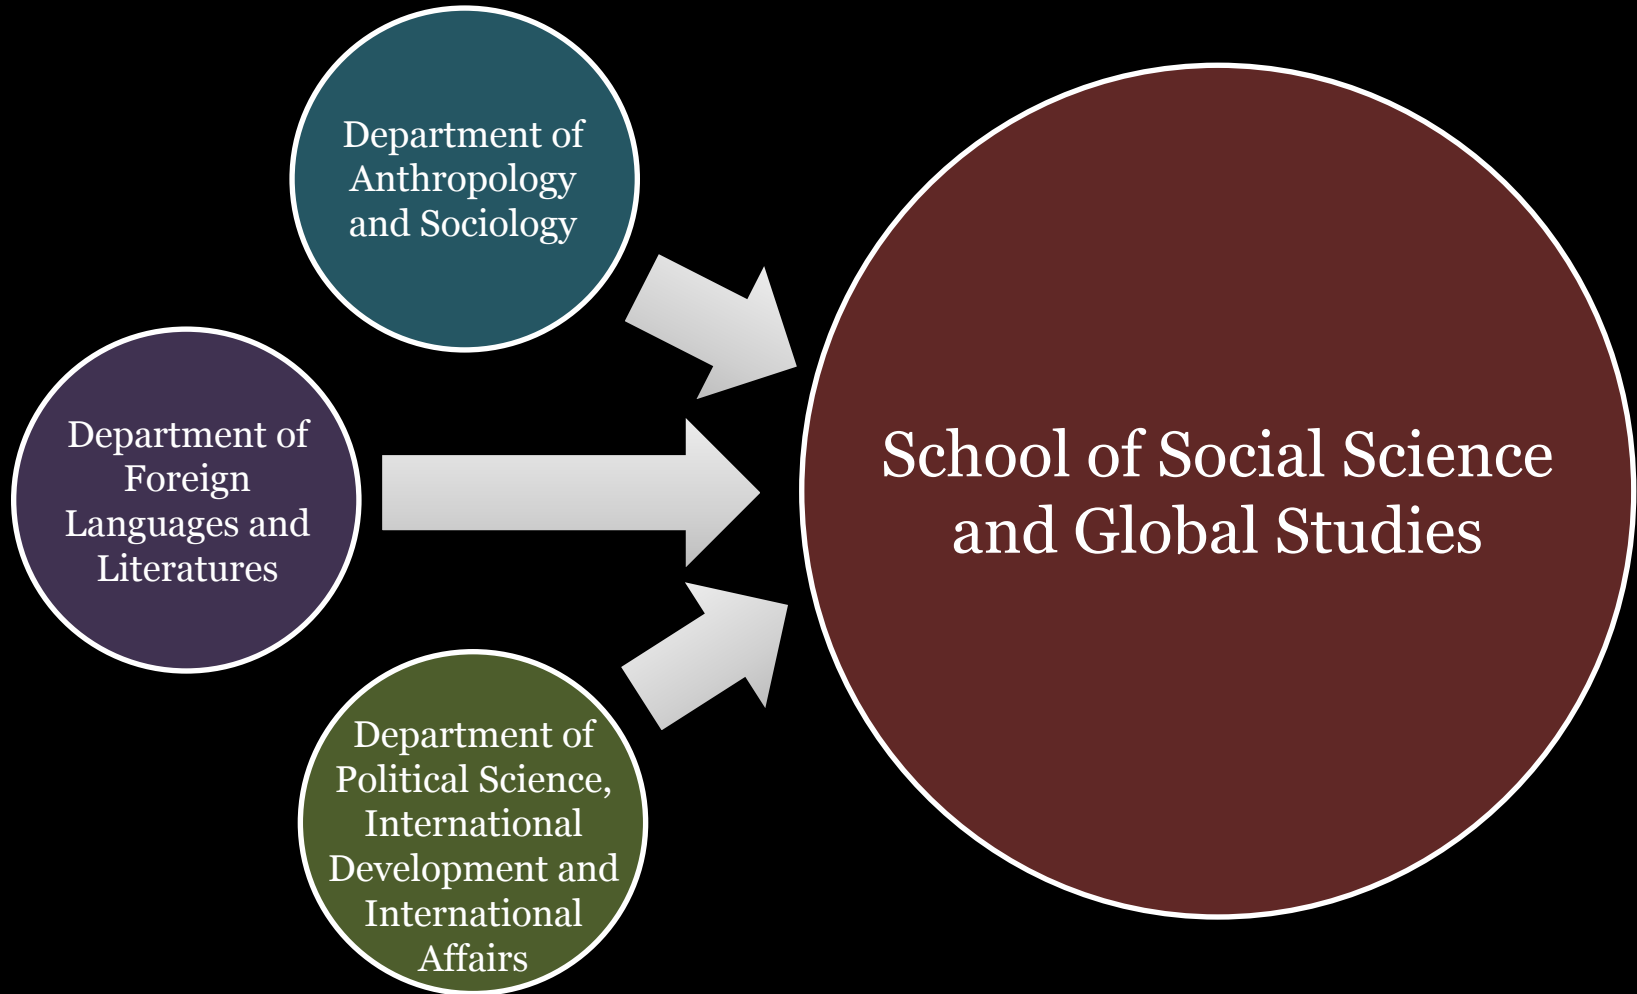 Department of
Anthropology
and Sociology
Department of
Foreign
Languages and
Literatures
Department of
Political Science,
International
Development and
International
Affairs
School of Social Science
and Global Studies